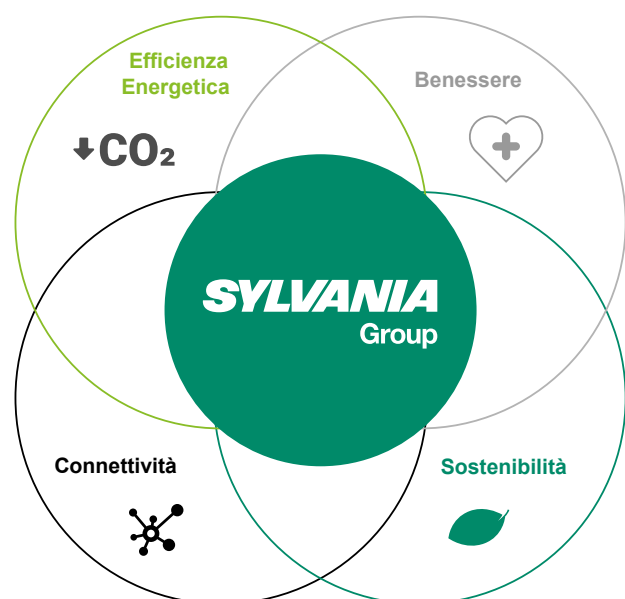 Efficienza
Energetica
Benessere
CO₂
SYLVANIA
Group
Connettività
Sostenibilità